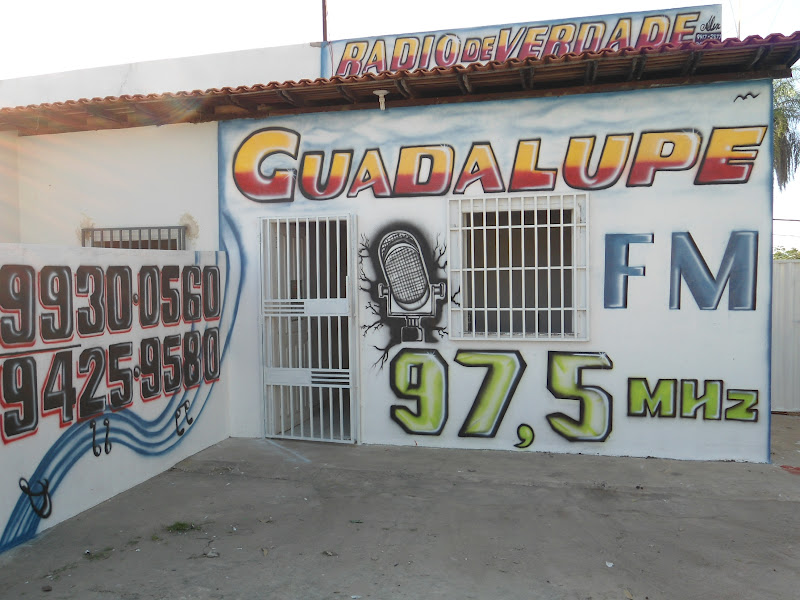 RADIO DE VERDADE
GUADALUPE
FM
97,5 MHz
9930-0560
9425-9580